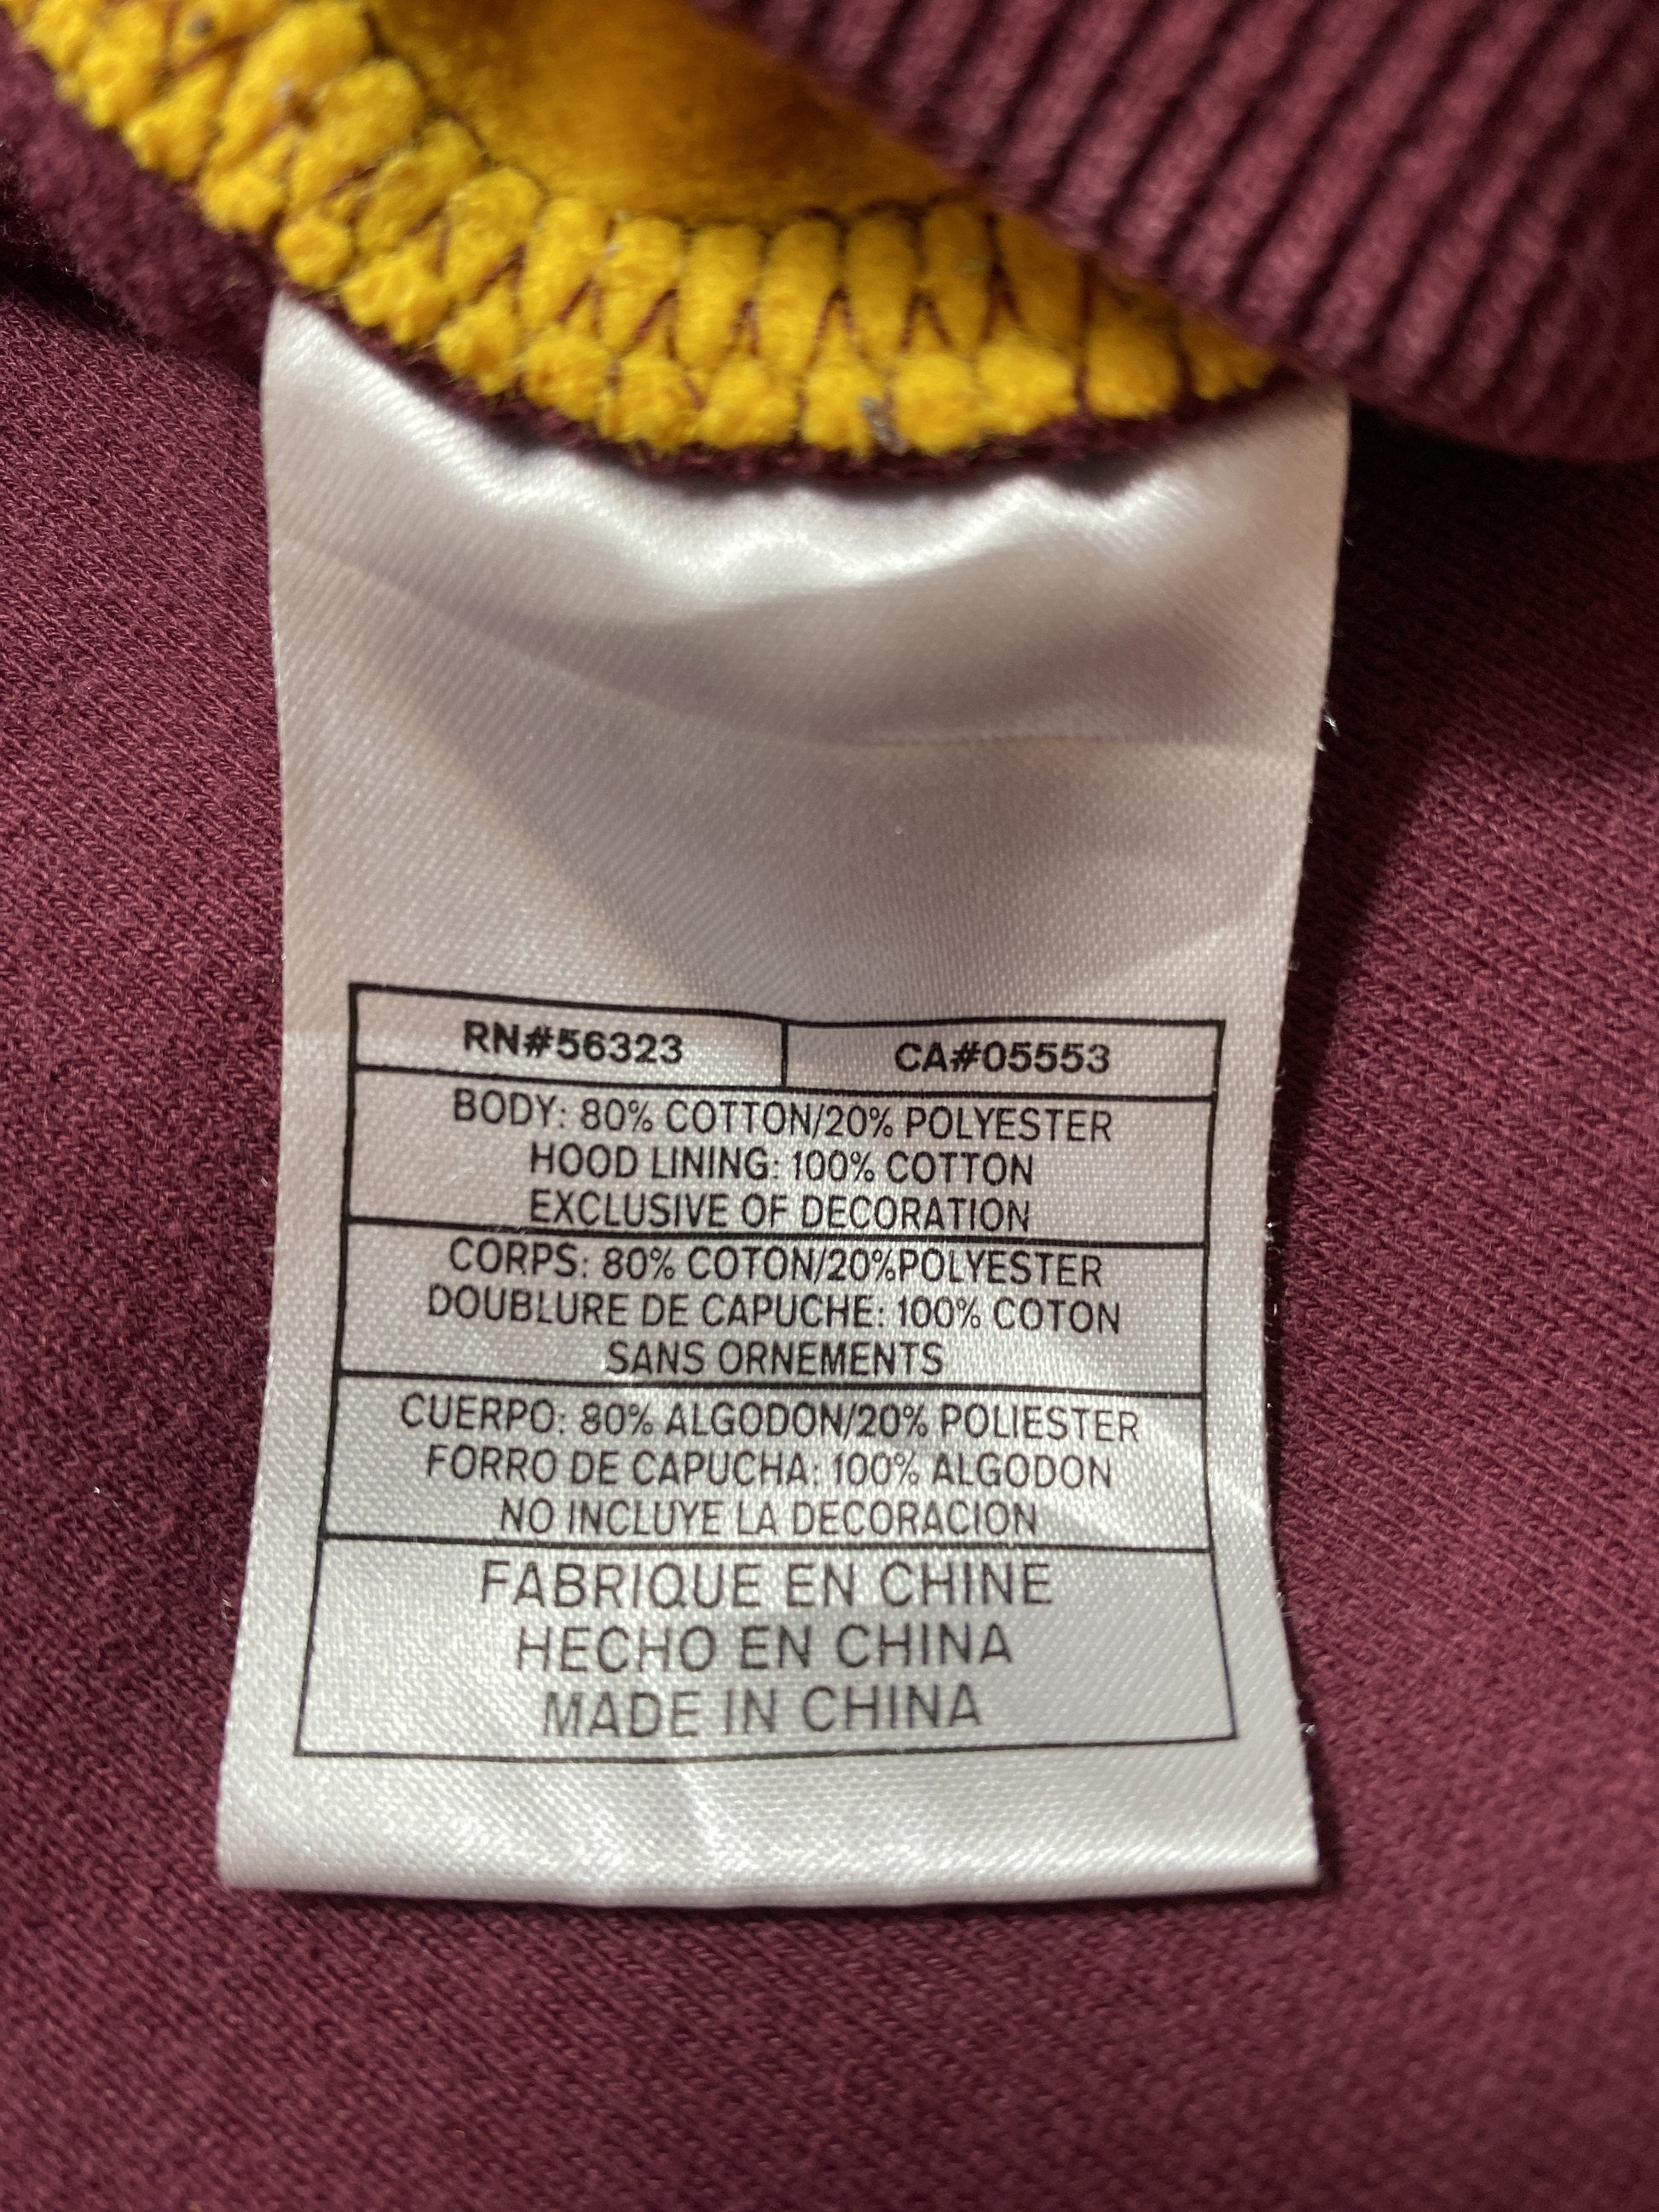 RN#56323 CA#05553
BODY: 80% COTTON/20% POLYESTER
HOOD LINING: 100% COTTON
EXCLUSIVE OF DECORATION
CORPS: 80% COTON/20%POLYESTER
DOUBLURE DE CAPUCHE: 100% COTON
SANS ORNEMENTS
CUERPO: 80% ALGODON/20% POLIESTER
FORRO DE CAPUCHA: 100% ALGODON
NO INCLUYE LA DECORACION
FABRIQUE EN CHINE
HECHO EN CHINA
MADE IN CHINA